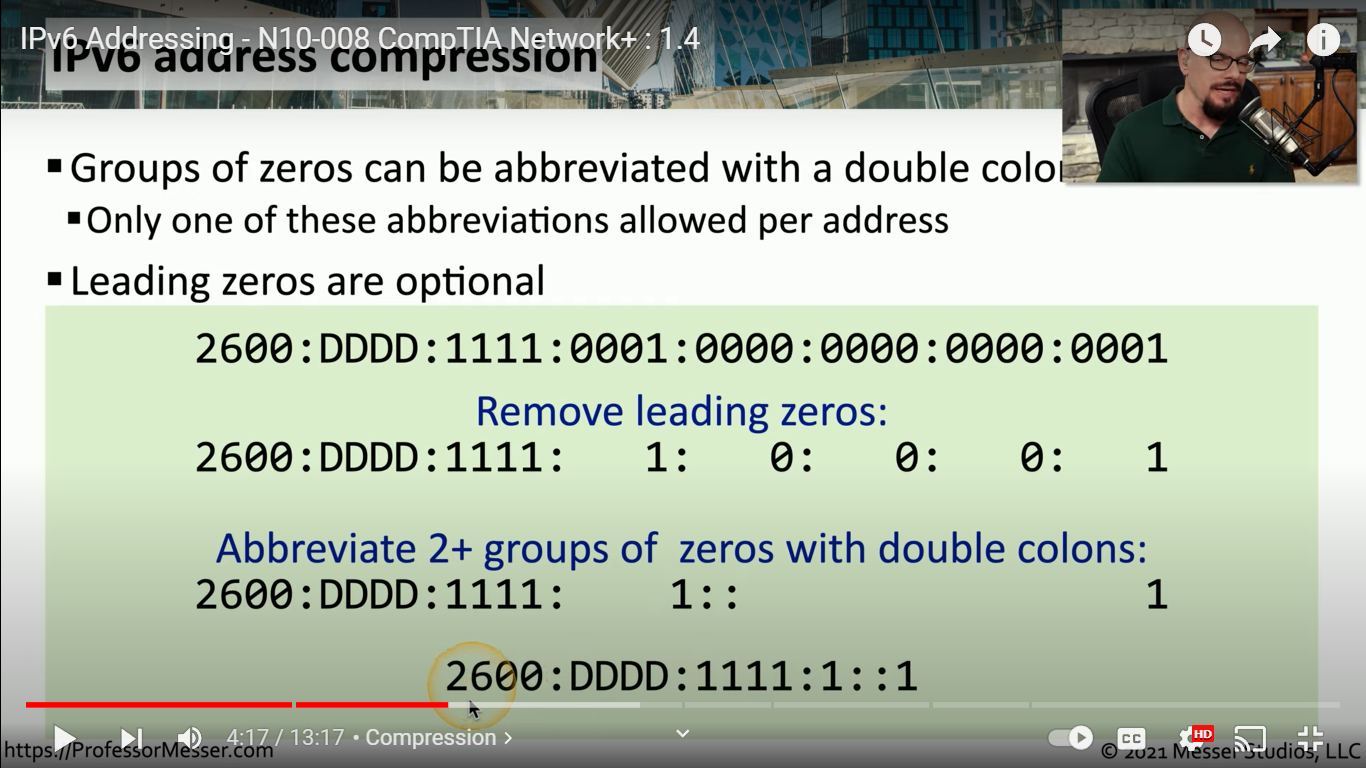 IPv6 Addressing - N10-008 CompTIA Network+ : 1.4
IPv6 address compression
Groups of zeros can be abbreviated with a double
Only one of these abbreviations allowed per address
Leading zeros are optional
2600:DDDD:1111:0001:0000:0000:0000:0001
Remove leading zeros:
2600:DDDD:1111: 1: 0: 0: 0: 1
Abbreviate 2+ groups of zeros with double colons:
2600:DDDD:1111: 1:: 1
2600:DDDD:1111:1::1
4:17 / 13:17 • Compression
CC
HD
https://ProfessorMesser.com
© 2021 Messer Studios, LLC